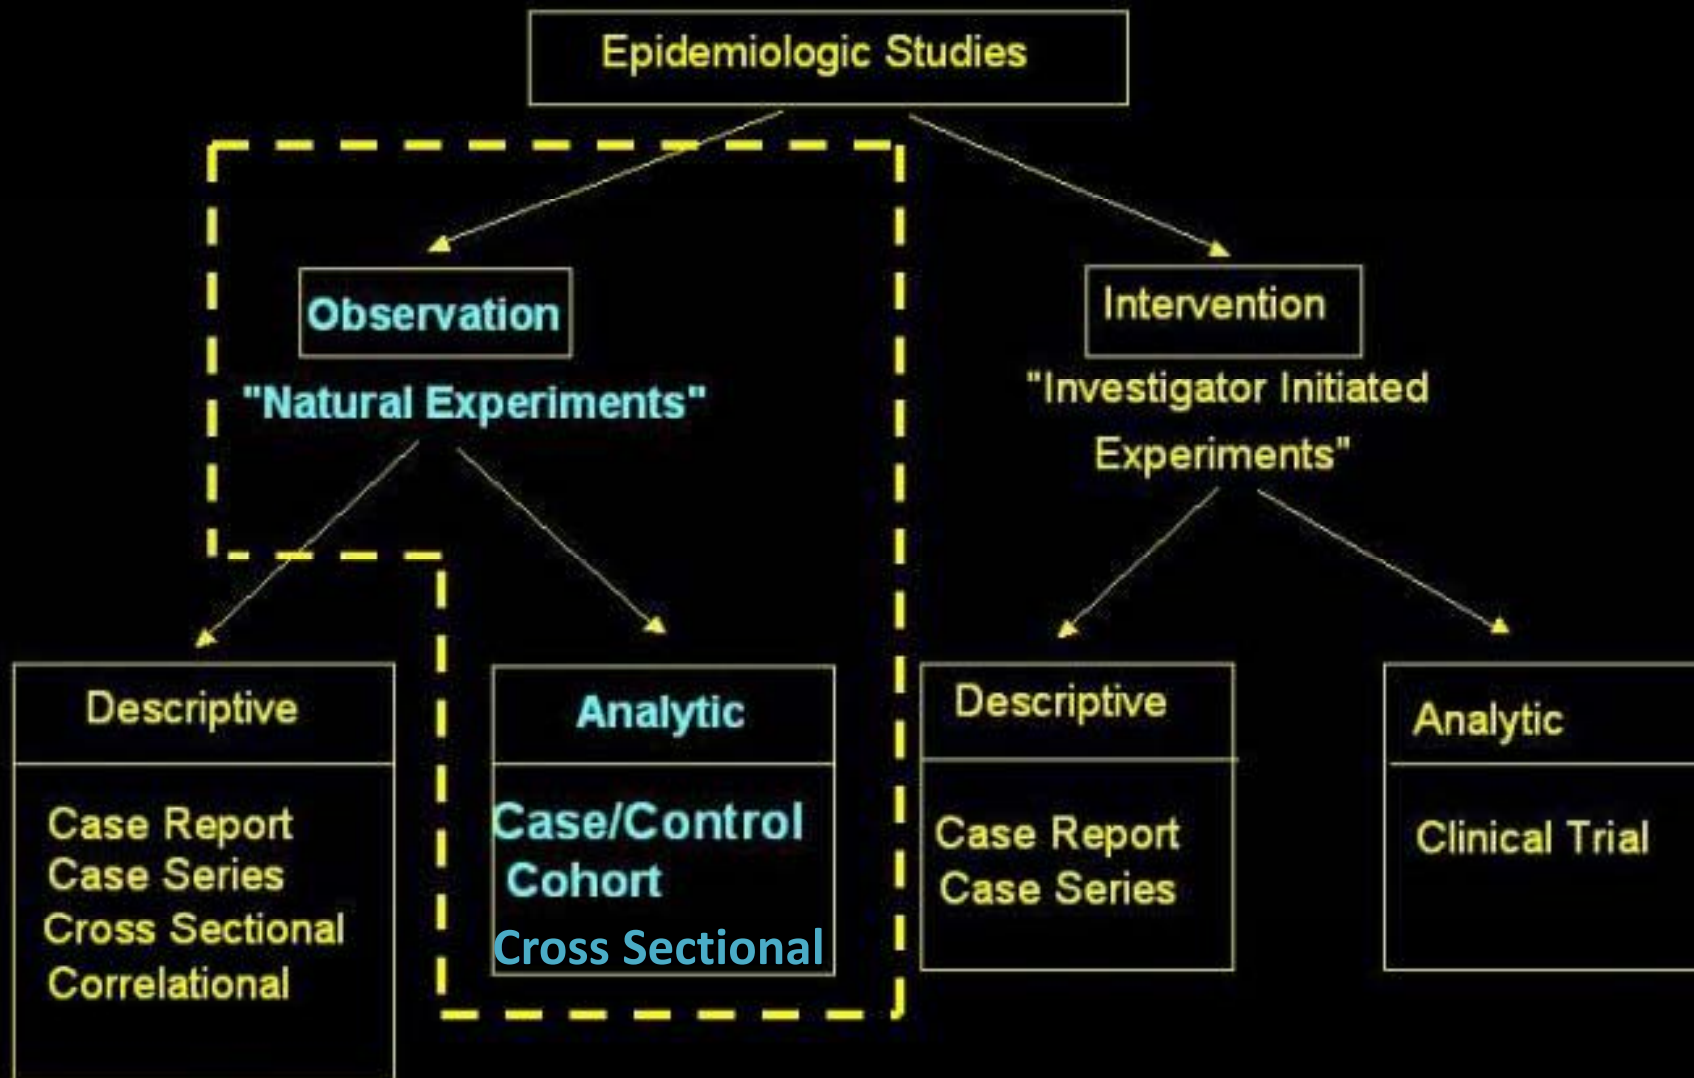 Epidemiologic Studies
Observation
"Natural Experiments"
Intervention
"Investigator Initiated
Experiments"
Descriptive
Case Report
Case Series
Cross Sectional
Correlational
Analytic
Case/Control
Cohort
Cross Sectional
Descriptive
Case Report
Case Series
Analytic
Clinical Trial